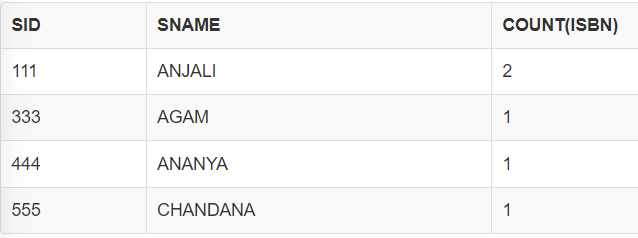 SID SNAME COUNT(ISBN)
111 ANJALI 2
333 AGAM 1
444 ANANYA 1
555 CHANDANA 1